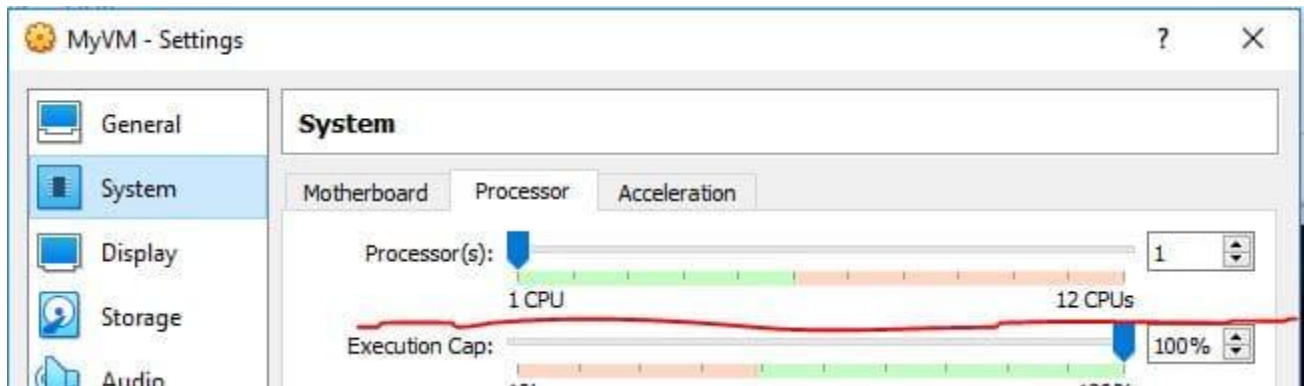 MyVM - Settings ?
General
System
Display
Storage
Audio
System
Motherboard Processor Acceleration
Processor(s): 1
1 CPU 12 CPUs
Execution Cap: 100%